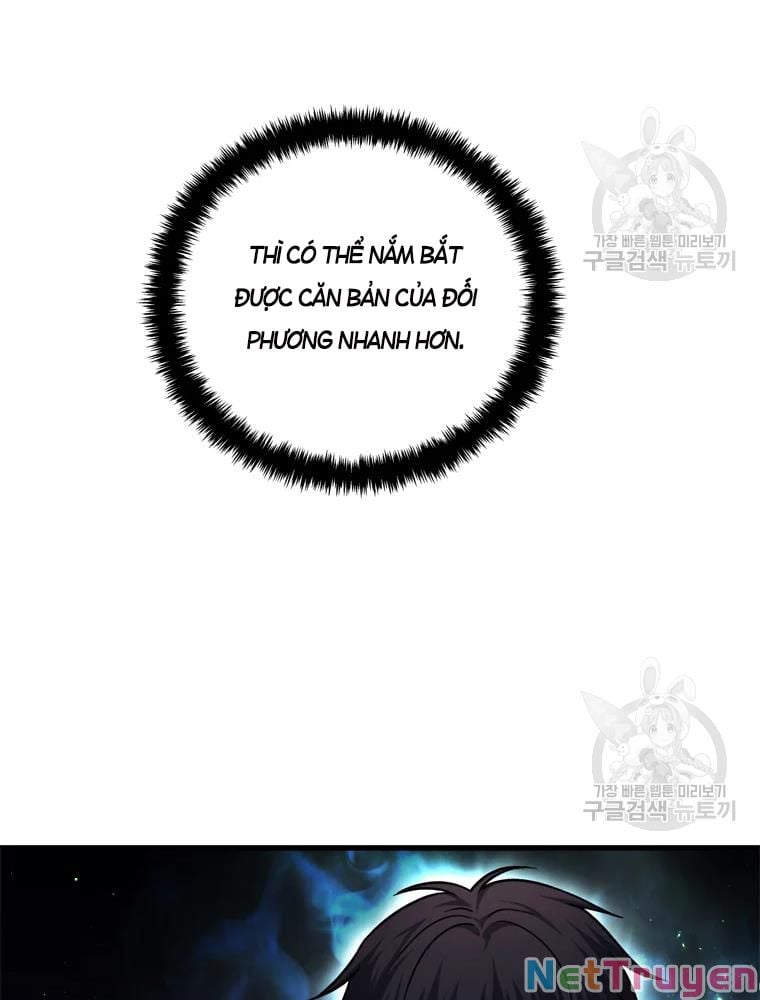 THÌ CÓ THỂ NẮM BẮT
ĐƯỢC CĂN BẢN CỦA ĐỐI
PHƯƠNG NHANH HƠN.
가장 빠른 웹툰 미리보기
구글검색 뉴토끼
가장 빠른 웹툰 미리보기
구글검색 뉴토끼
NetTruyen